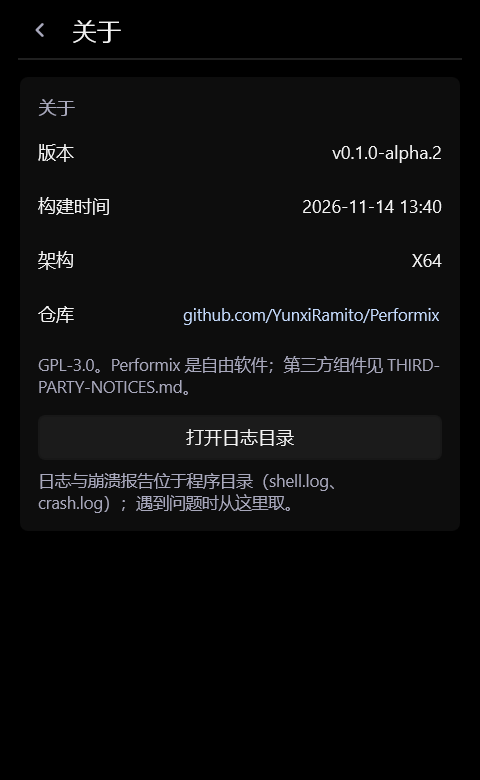 关于
关于
版本 v0.1.0-alpha.2
构建时间 2026-11-14 13:40
架构 X64
仓库 github.com/YunxiRamito/Performix
GPL-3.0。Performix 是自由软件；第三方组件见 THIRD-
PARTY-NOTICES.md。
打开日志目录
日志与崩溃报告位于程序目录（shell.log、
crash.log）；遇到问题时从这里取。